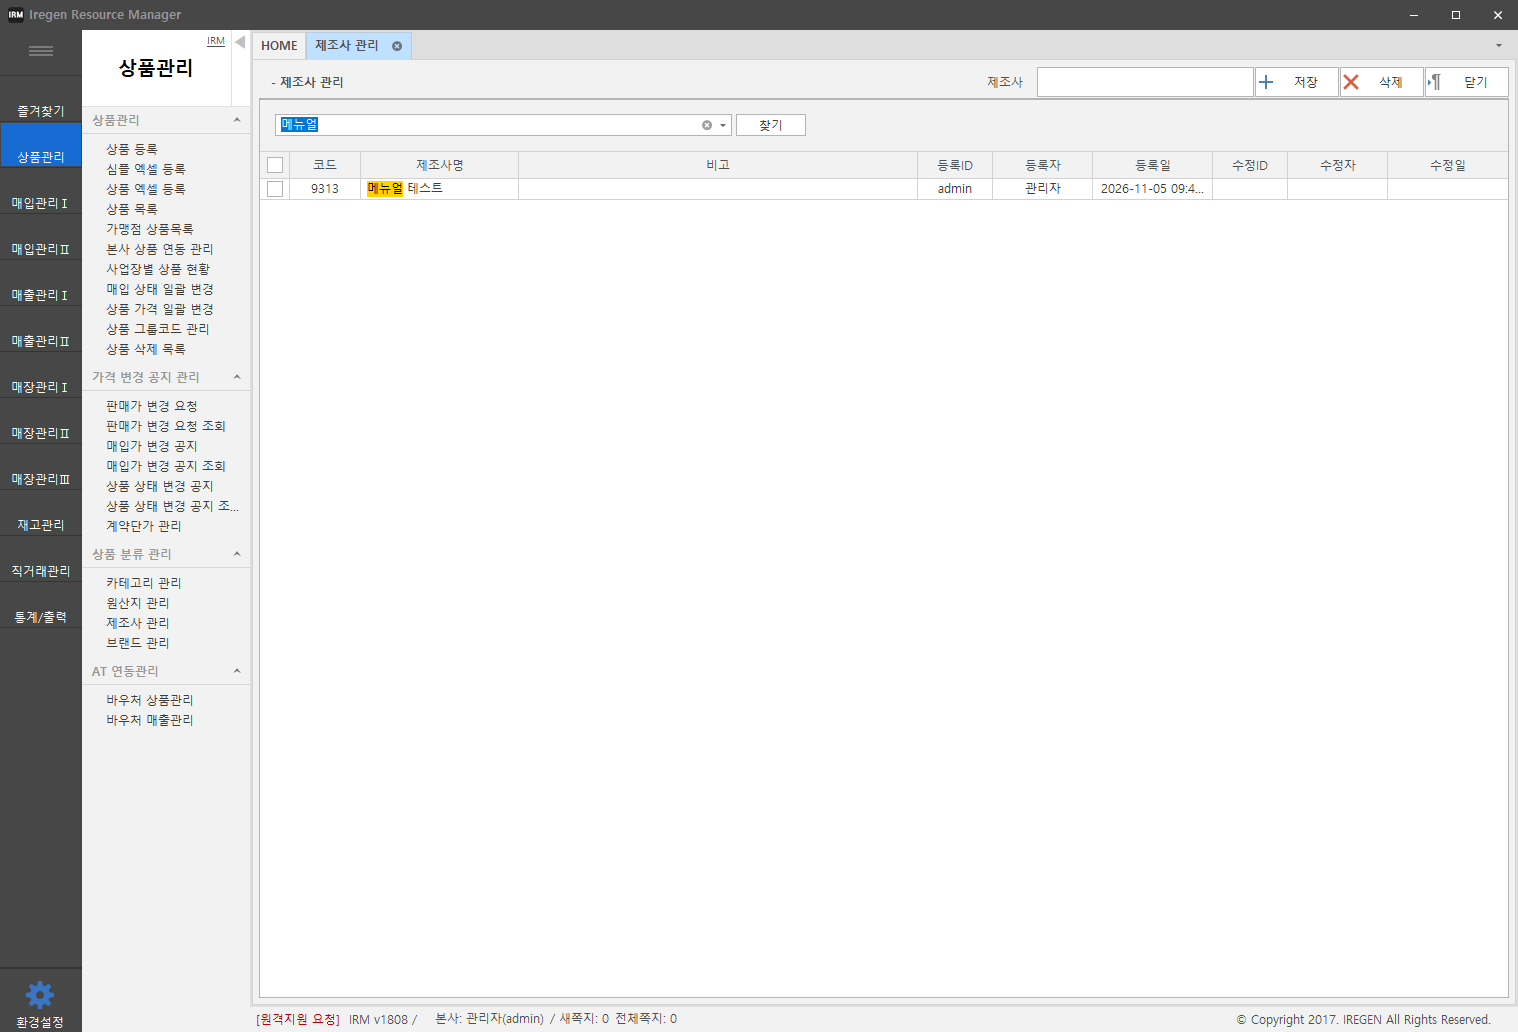 IRM Iregen Resource Manager
즐겨찾기
상품관리
매입관리Ⅰ
매입관리Ⅱ
매출관리Ⅰ
매출관리Ⅱ
매장관리Ⅰ
매장관리Ⅱ
매장관리Ⅲ
재고관리
직거래관리
통계/출력
환경설정
IRM
상품관리
상품관리
상품 등록
심플 엑셀 등록
상품 엑셀 등록
상품 목록
가맹점 상품목록
본사 상품 연동 관리
사업장별 상품 현황
매입 상태 일괄 변경
상품 가격 일괄 변경
상품 그룹코드 관리
상품 삭제 목록
가격 변경 공지 관리
판매가 변경 요청
판매가 변경 요청 조회
매입가 변경 공지
매입가 변경 공지 조회
상품 상태 변경 공지
상품 상태 변경 공지 조...
계약단가 관리
상품 분류 관리
카테고리 관리
원산지 관리
제조사 관리
브랜드 관리
AT 연동관리
바우처 상품관리
바우처 매출관리
HOME 제조사 관리
- 제조사 관리 제조사 저장 삭제 닫기
메뉴얼 찾기
코드 제조사명 비고 등록ID 등록자 등록일 수정ID 수정자 수정일
9313 메뉴얼 테스트 admin 관리자 2026-11-05 09:4...
[원격지원 요청] IRM v1808 / 본사: 관리자(admin) / 새쪽지: 0 전체쪽지: 0 © Copyright 2017. IREGEN All Rights Reserved.